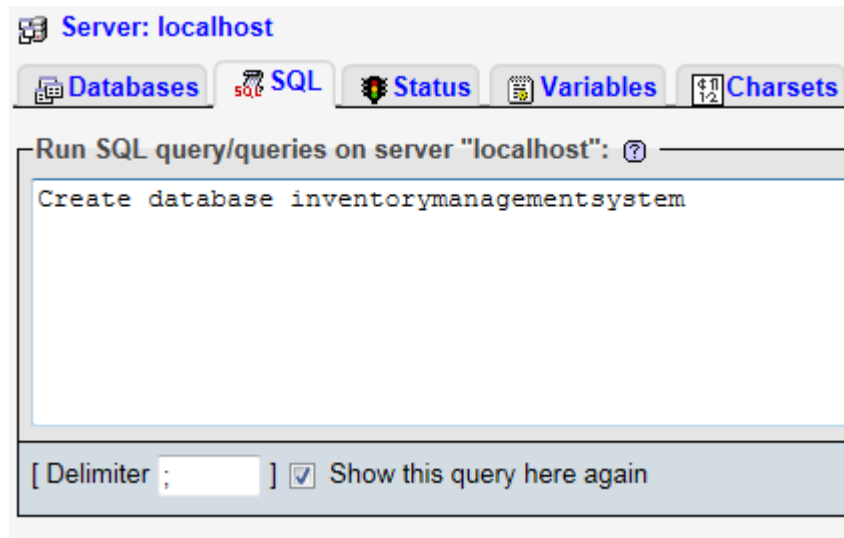 Server: localhost
Databases SQL Status Variables Charsets
Run SQL query/queries on server "localhost":
Create database inventorymanagementsystem
[ Delimiter ; ] Show this query here again